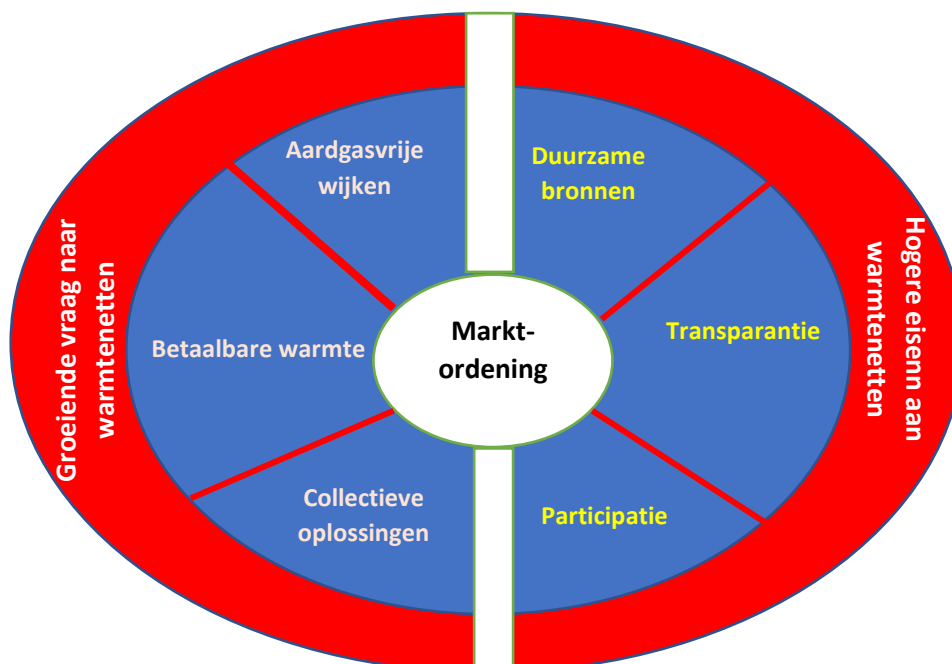 Groeiende vraag naar
warmtenetten
Aardgasvrije
wijken
Betaalbare warmte
Collectieve
oplossingen
Markt-
ordening
Duurzame
bronnen
Transparantie
Participatie
Hogere eisenn aan
warmtenetten